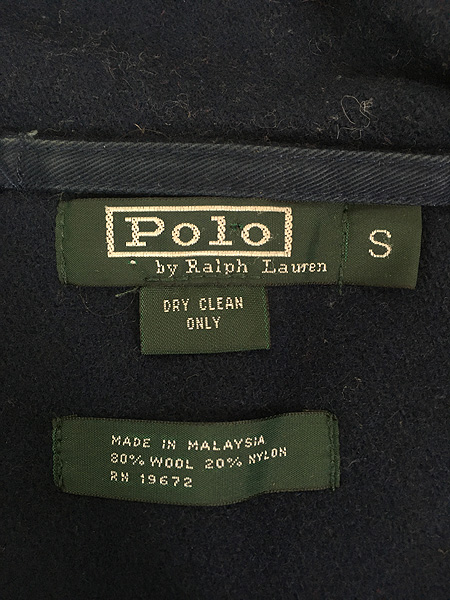 Polo
by Ralph Lauren
S
DRY CLEAN
ONLY
MADE IN MALAYSIA
80% WOOL 20% NYLON
RN 19672